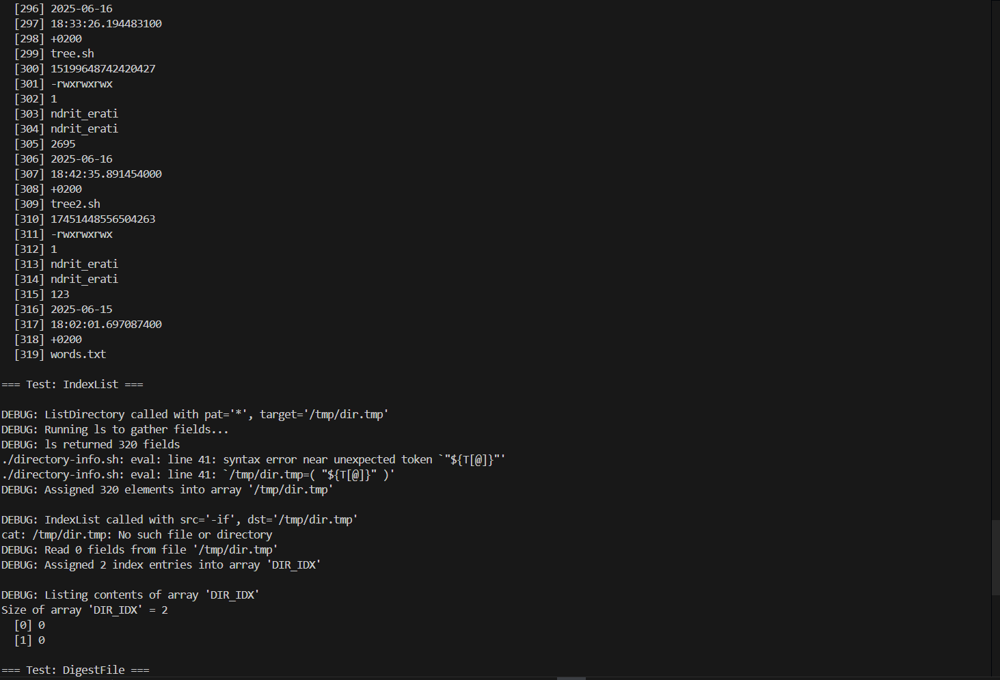 [296] 2025-06-16
[297] 18:33:26.194483100
[298] +0200
[299] tree.sh
[300] 15199648742420427
[301] -rwxrwxrwx
[302] 1
[303] ndrit_erati
[304] ndrit_erati
[305] 2695
[306] 2025-06-16
[307] 18:42:35.891454000
[308] +0200
[309] tree2.sh
[310] 17451448556504263
[311] -rwxrwxrwx
[312] 1
[313] ndrit_erati
[314] ndrit_erati
[315] 123
[316] 2025-06-15
[317] 18:02:01.697087400
[318] +0200
[319] words.txt
=== Test: IndexList ===
DEBUG: ListDirectory called with pat='*', target='/tmp/dir.tmp'
DEBUG: Running ls to gather fields...
DEBUG: ls returned 320 fields
./directory-info.sh: eval: line 41: syntax error near unexpected token `"${T[@]}"'
./directory-info.sh: eval: line 41: `/tmp/dir.tmp=( "${T[@]}" )'
DEBUG: Assigned 320 elements into array '/tmp/dir.tmp'
DEBUG: IndexList called with src='-if', dst='/tmp/dir.tmp'
cat: /tmp/dir.tmp: No such file or directory
DEBUG: Read 0 fields from file '/tmp/dir.tmp'
DEBUG: Assigned 2 index entries into array 'DIR_IDX'
DEBUG: Listing contents of array 'DIR_IDX'
Size of array 'DIR_IDX' = 2
[0] 0
[1] 0
=== Test: DigestFile ===